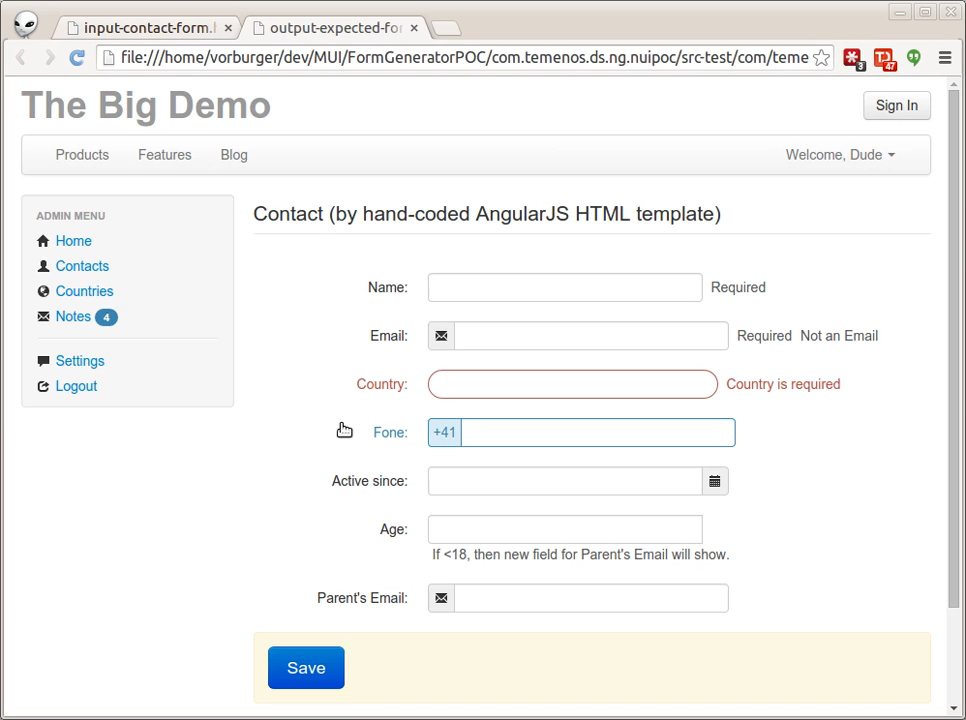 input-contact-form.h
output-expected-for
file:///home/vorburger/dev/MUI/FormGeneratorPOC/com.temenos.ds.ng.nuipoc/src-test/com/teme
3
47
The Big Demo
Sign In
Products Features Blog Welcome, Dude
ADMIN MENU
Home
Contacts
Countries
Notes 4
Settings
Logout
Contact (by hand-coded AngularJS HTML template)
Name: Required
Email: Required Not an Email
Country: Country is required
Fone: +41
Active since:
Age:
If <18, then new field for Parent's Email will show.
Parent's Email:
Save